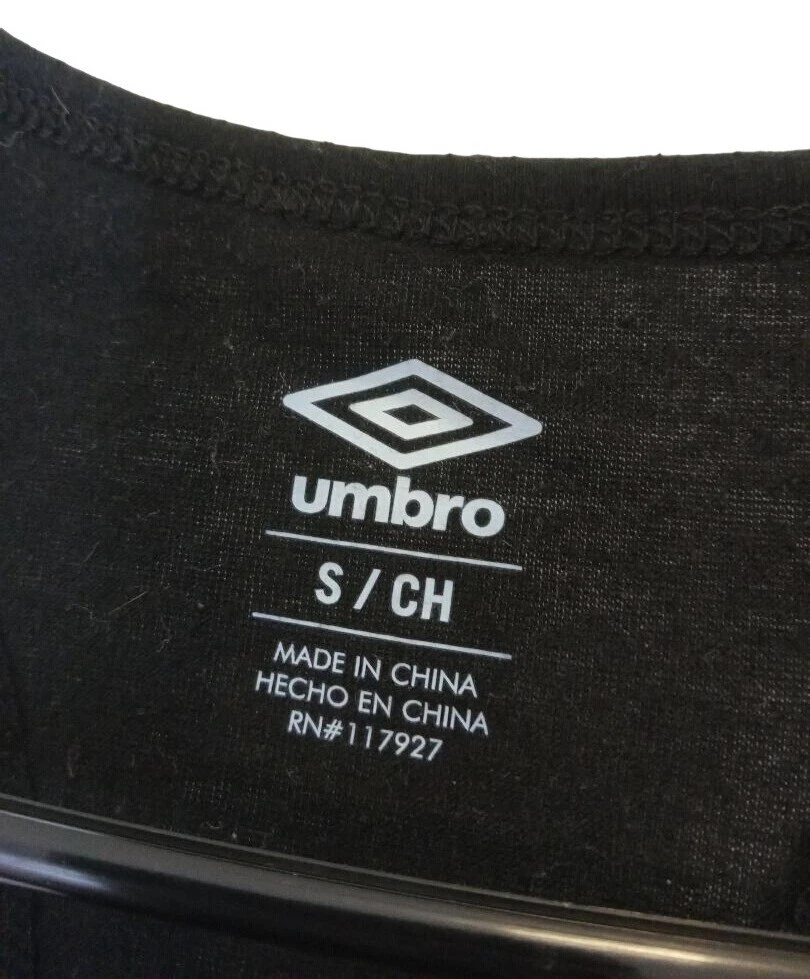 umbro
S / CH
MADE IN CHINA
HECHO EN CHINA
RN#117927